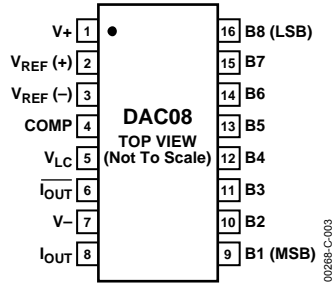 V+ 1
VREF (+) 2
VREF (–) 3
COMP 4
VLC 5
I̅O̅U̅T̅ 6
V– 7
IOUT 8
DAC08
TOP VIEW
(Not To Scale)
16 B8 (LSB)
15 B7
14 B6
13 B5
12 B4
11 B3
10 B2
9 B1 (MSB)
00268-C-003